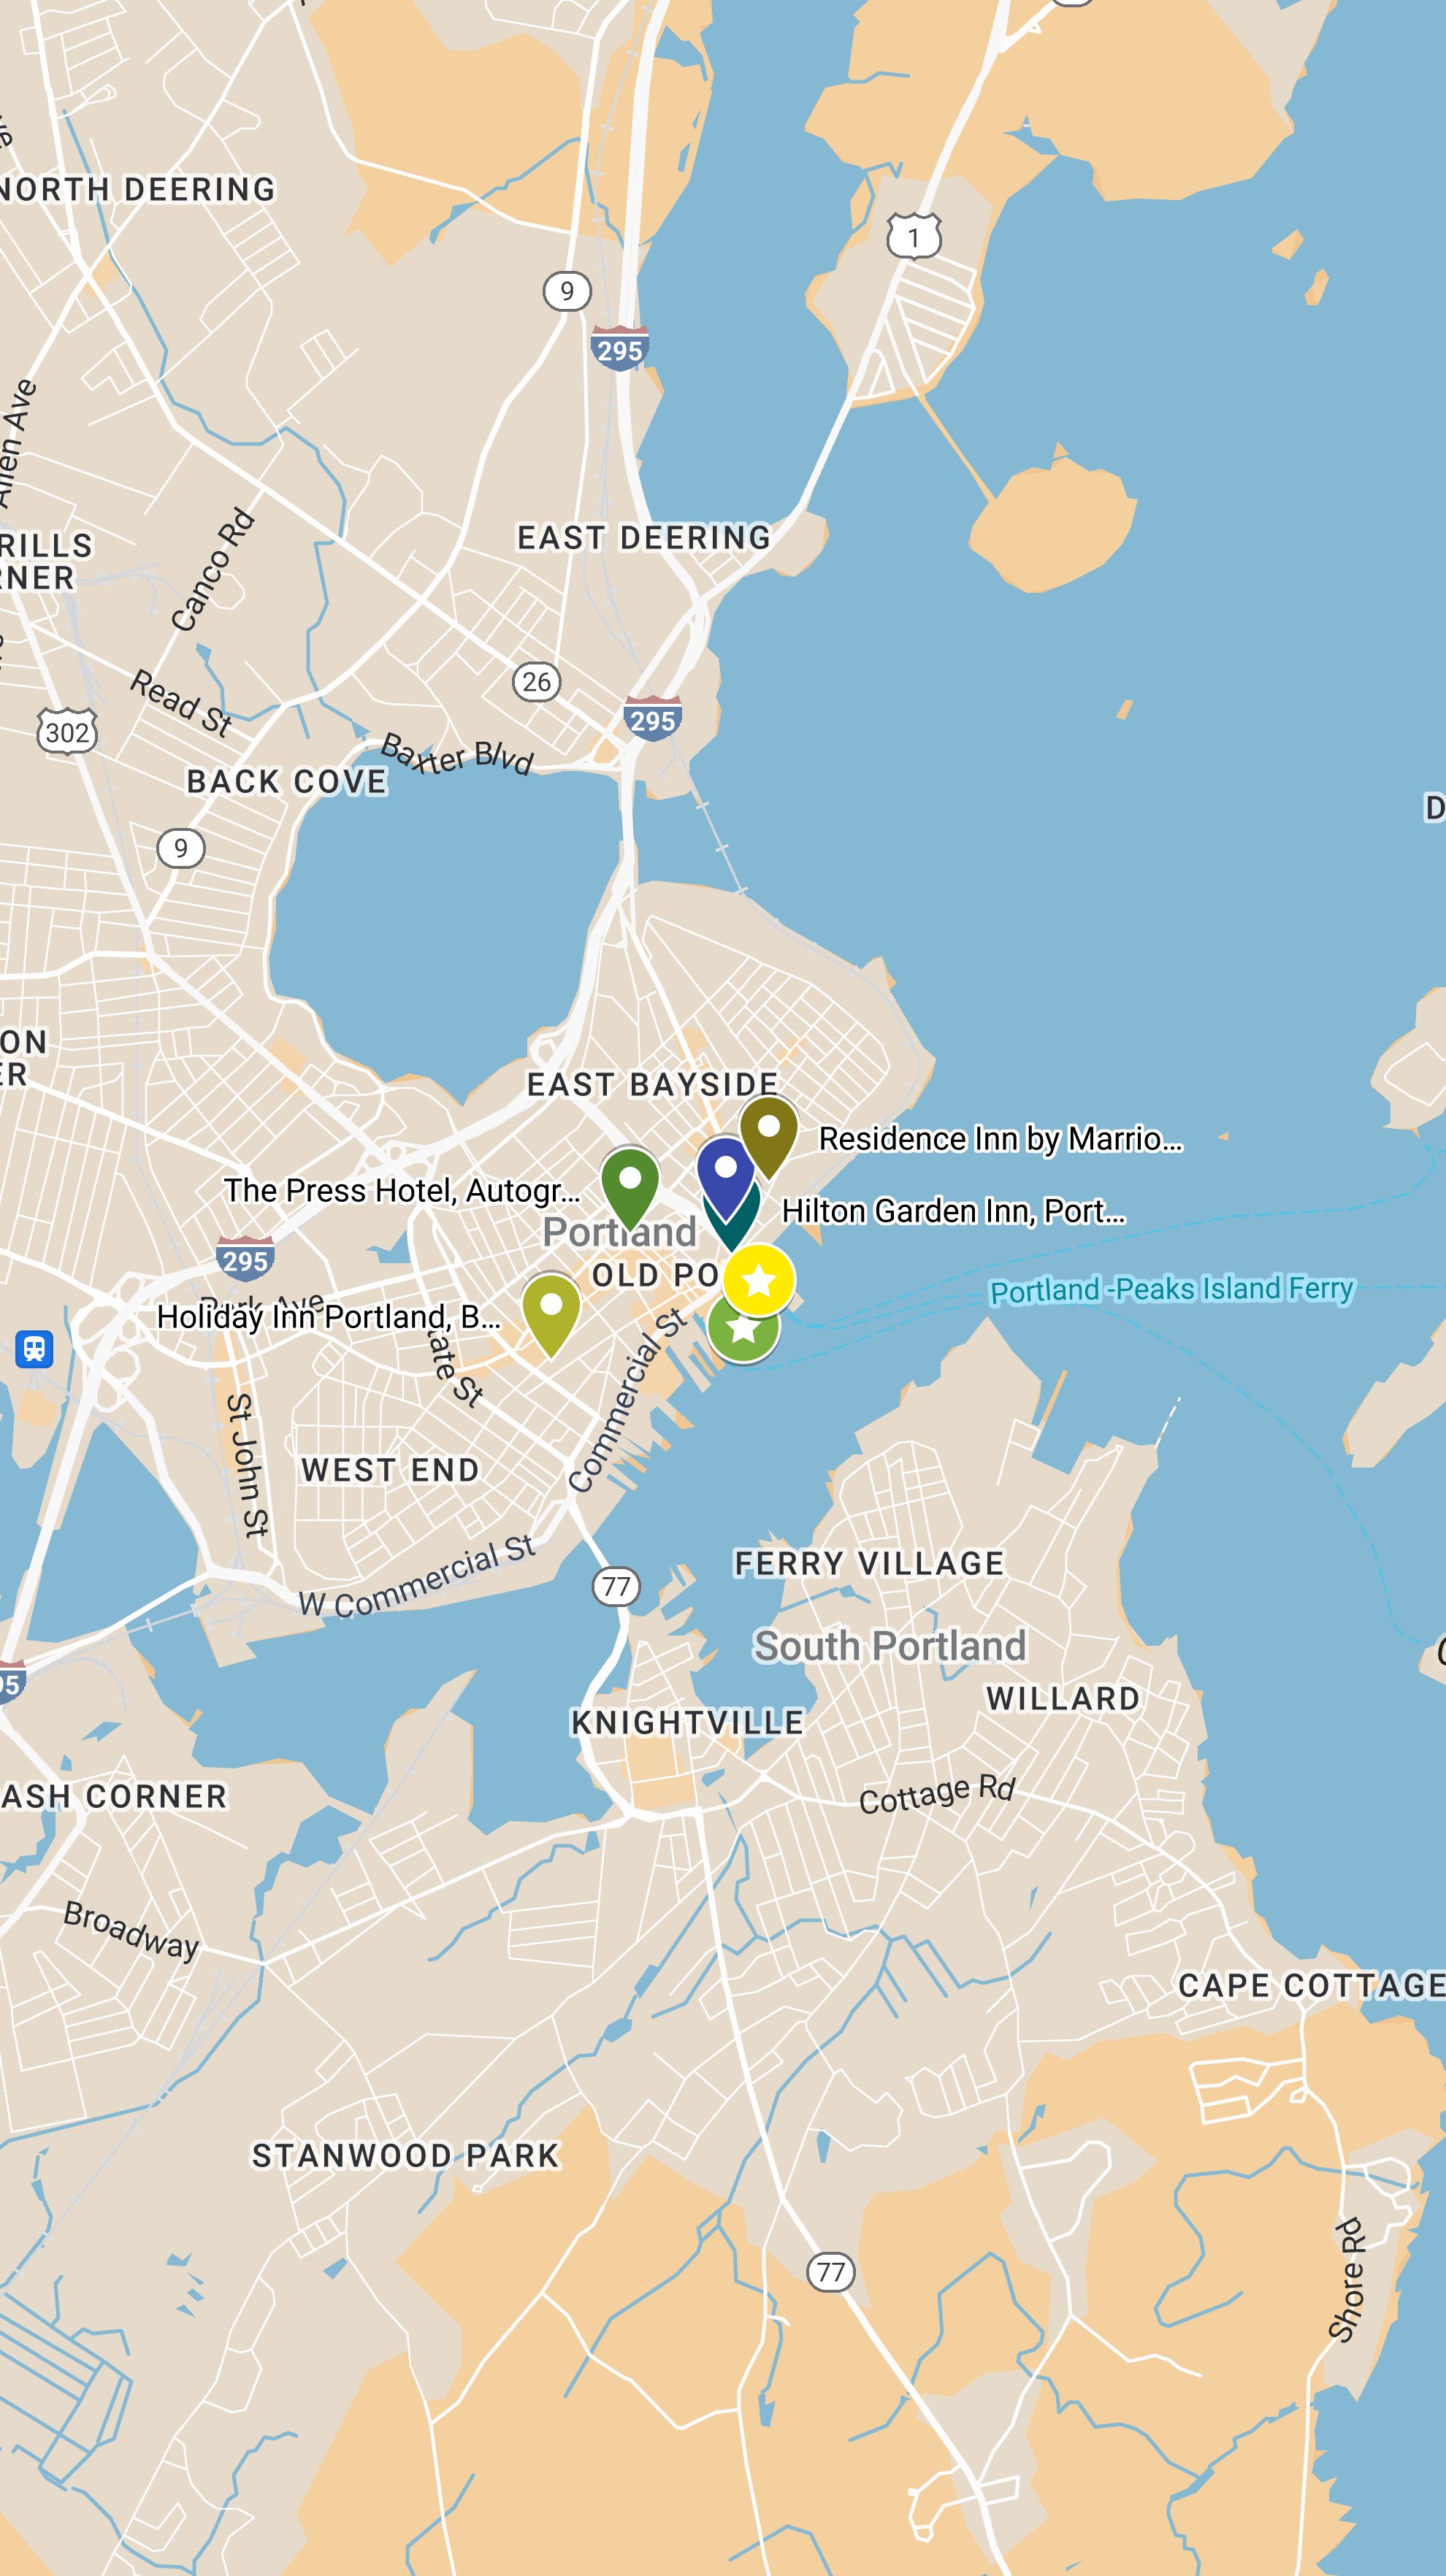 NORTH DEERING
1
9
295
Allen Ave
EAST DEERING
RILLS
RNER
Canco Rd
26
Read St
295
302
Baxter Blvd
BACK COVE
D
9
ON
ER
EAST BAYSIDE
Residence Inn by Marrio...
The Press Hotel, Autogr...
Hilton Garden Inn, Port...
Portland
295
OLD PO
Portland -Peaks Island Ferry
Park Ave
Holiday Inn Portland, B...
tate St
Commercial St
St John St
WEST END
W Commercial St
FERRY VILLAGE
77
South Portland
95
WILLARD
KNIGHTVILLE
ASH CORNER
Cottage Rd
Broadway
CAPE COTTAGE
STANWOOD PARK
77
Shore Rd